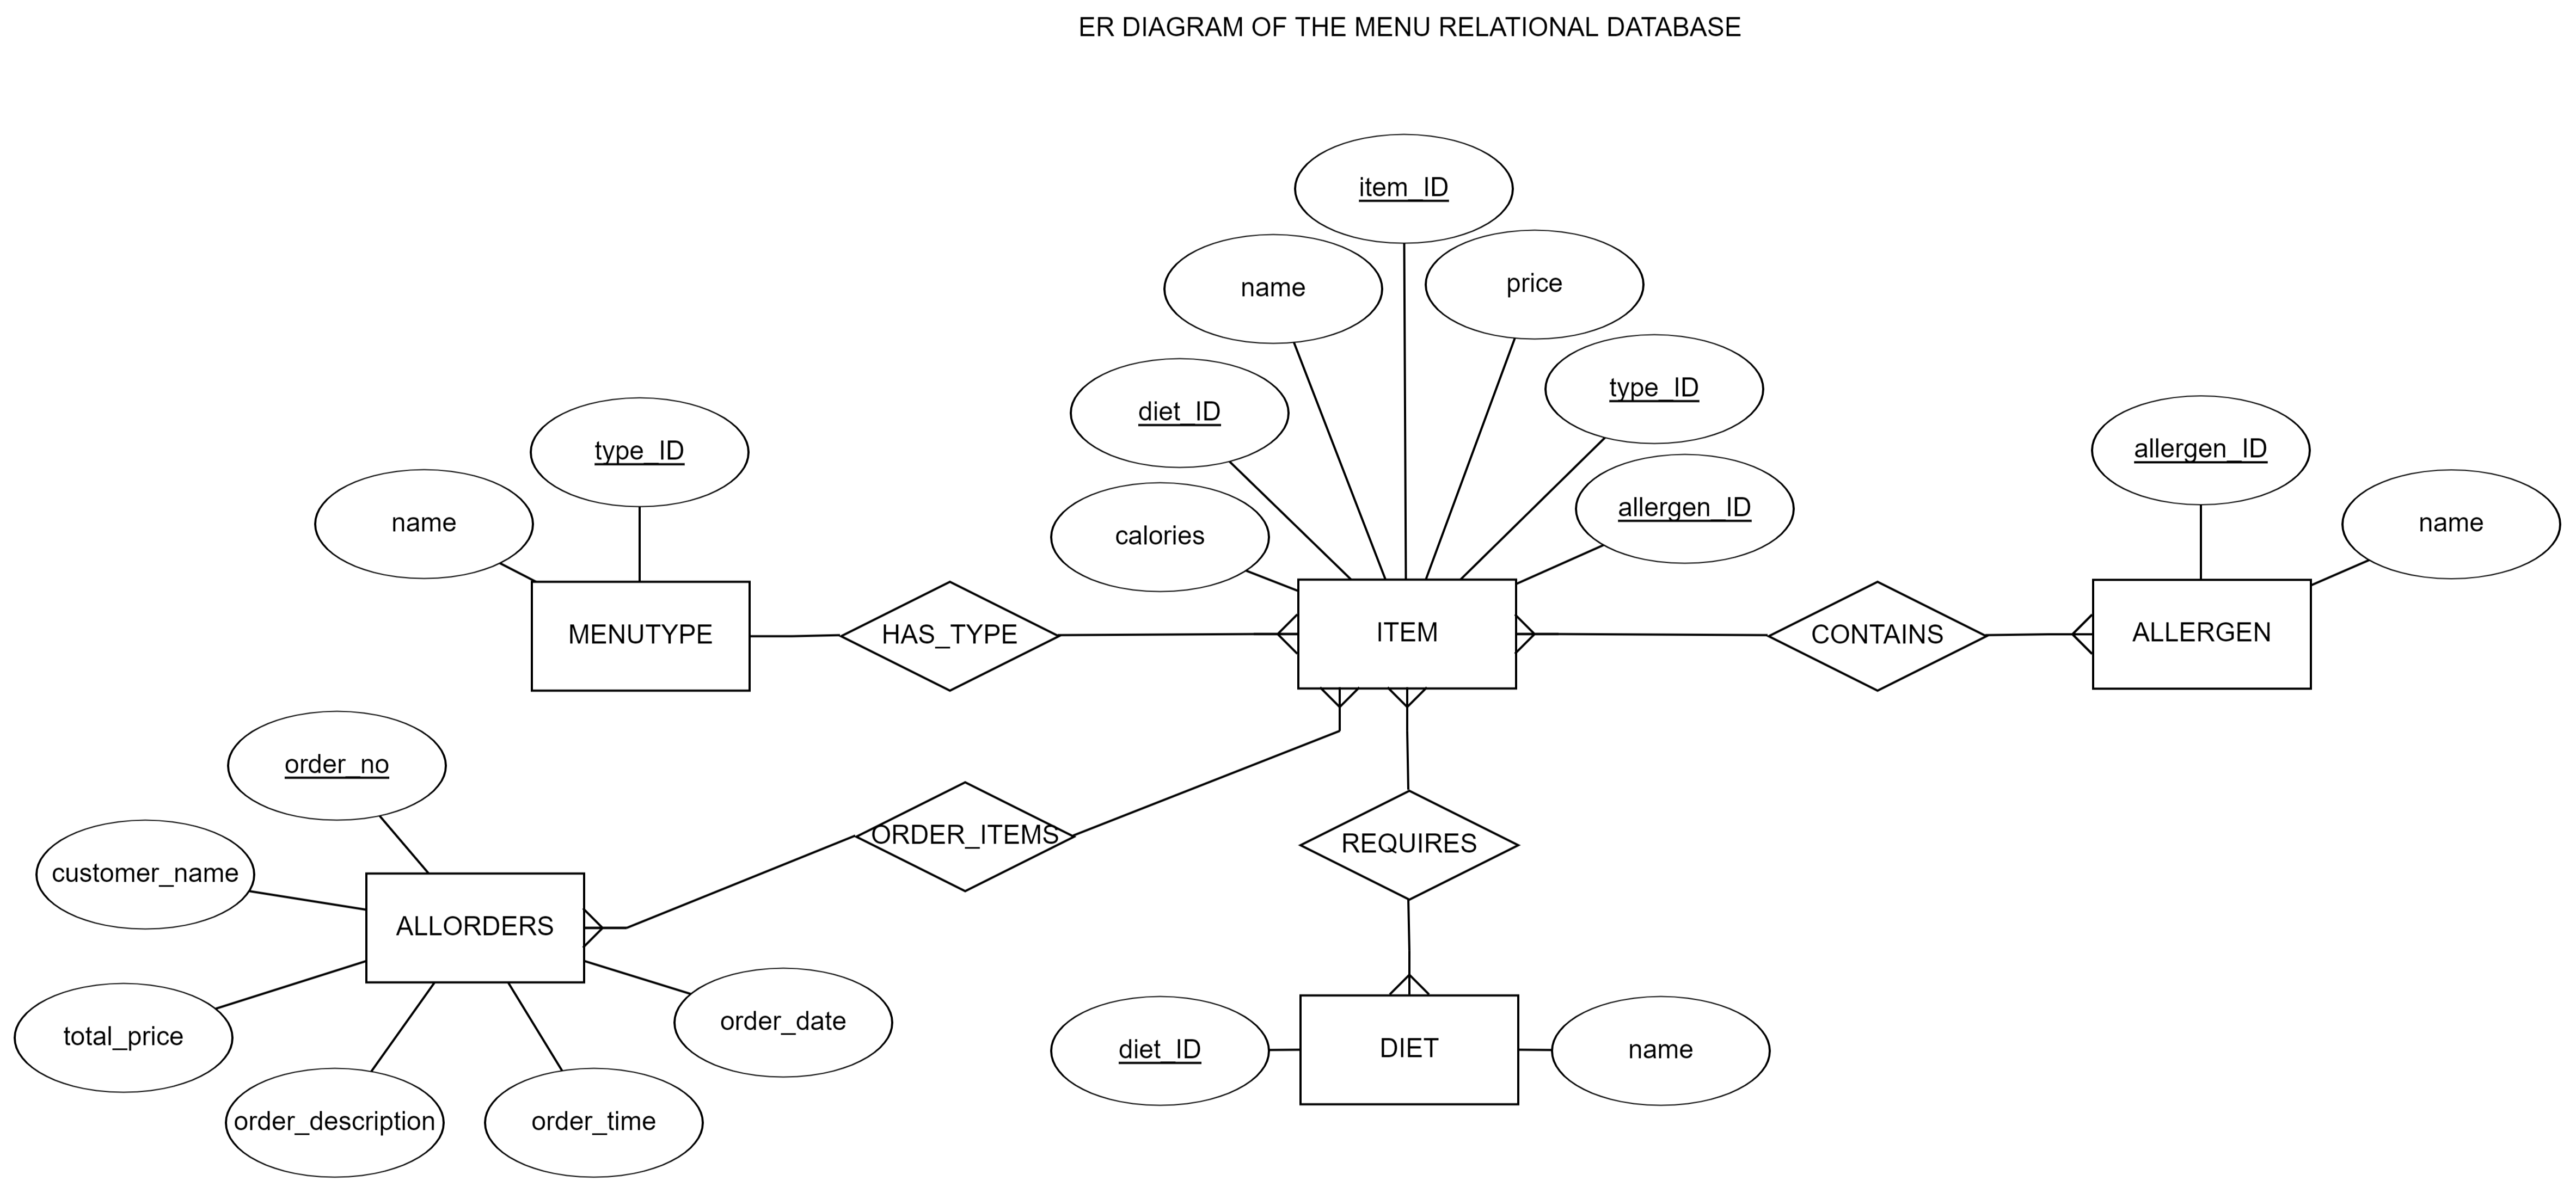 ER DIAGRAM OF THE MENU RELATIONAL DATABASE
item_ID
name
price
type_ID
diet_ID
type_ID
allergen_ID
allergen_ID
name
calories
name
MENUTYPE
HAS_TYPE
ITEM
CONTAINS
ALLERGEN
order_no
customer_name
ORDER_ITEMS
REQUIRES
ALLORDERS
total_price
order_description
order_time
order_date
diet_ID
DIET
name